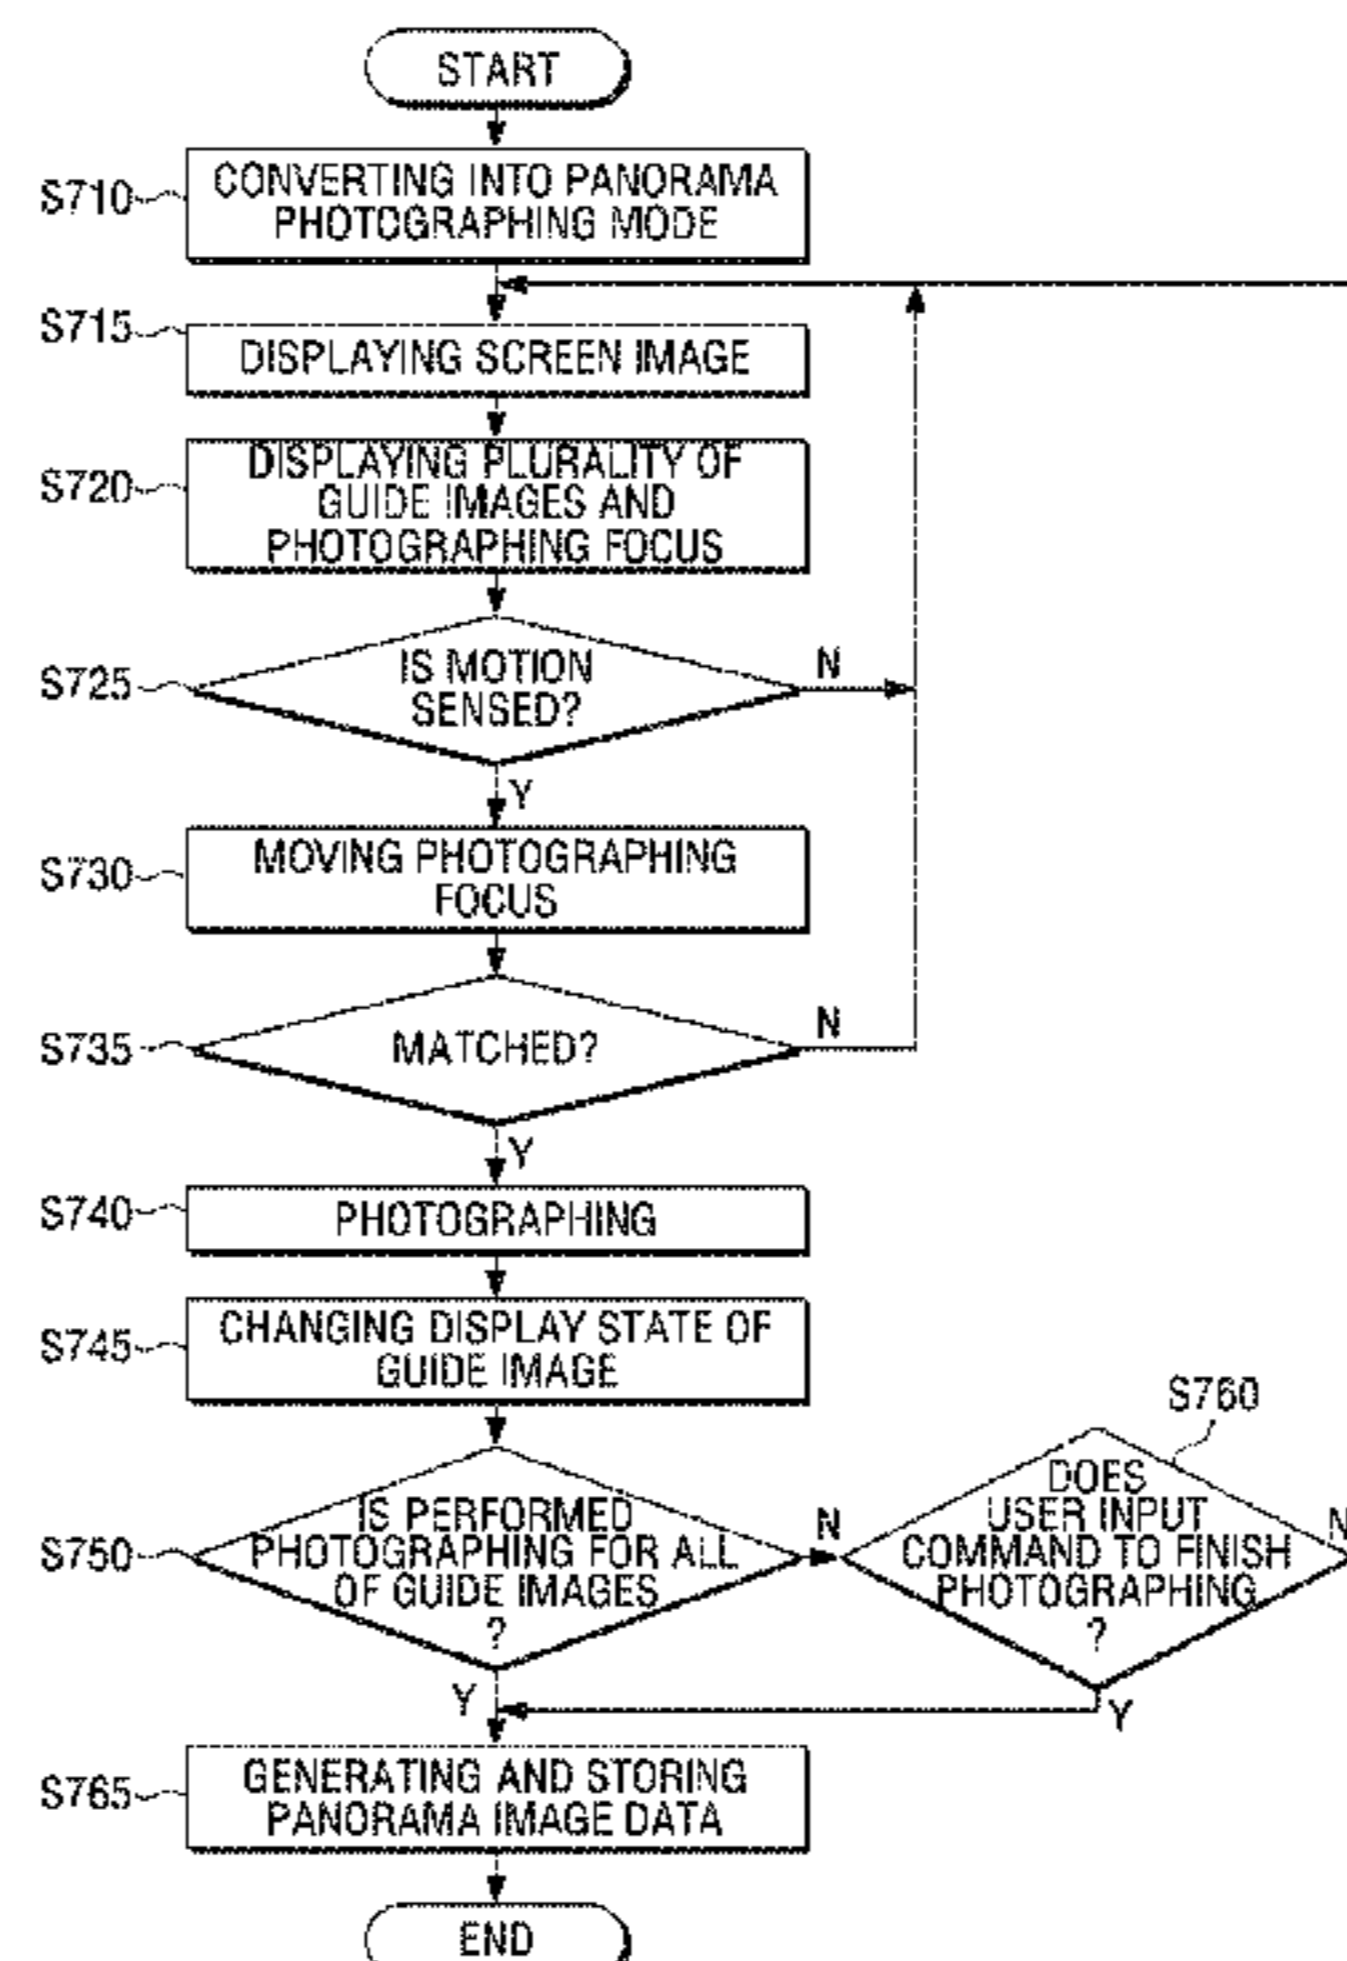 START
S710
CONVERTING INTO PANORAMA
PHOTOGRAPHING MODE
S715
DISPLAYING SCREEN IMAGE
S720
DISPLAYING PLURALITY OF
GUIDE IMAGES AND
PHOTOGRAPHING FOCUS
S725
IS MOTION
SENSED?
N
Y
S730
MOVING PHOTOGRAPHING
FOCUS
S735
MATCHED?
N
Y
S740
PHOTOGRAPHING
S745
CHANGING DISPLAY STATE OF
GUIDE IMAGE
S750
IS PERFORMED
PHOTOGRAPHING FOR ALL
OF GUIDE IMAGES
?
N
Y
S760
DOES
USER INPUT
COMMAND TO FINISH
PHOTOGRAPHING
?
N
Y
S765
GENERATING AND STORING
PANORAMA IMAGE DATA
END